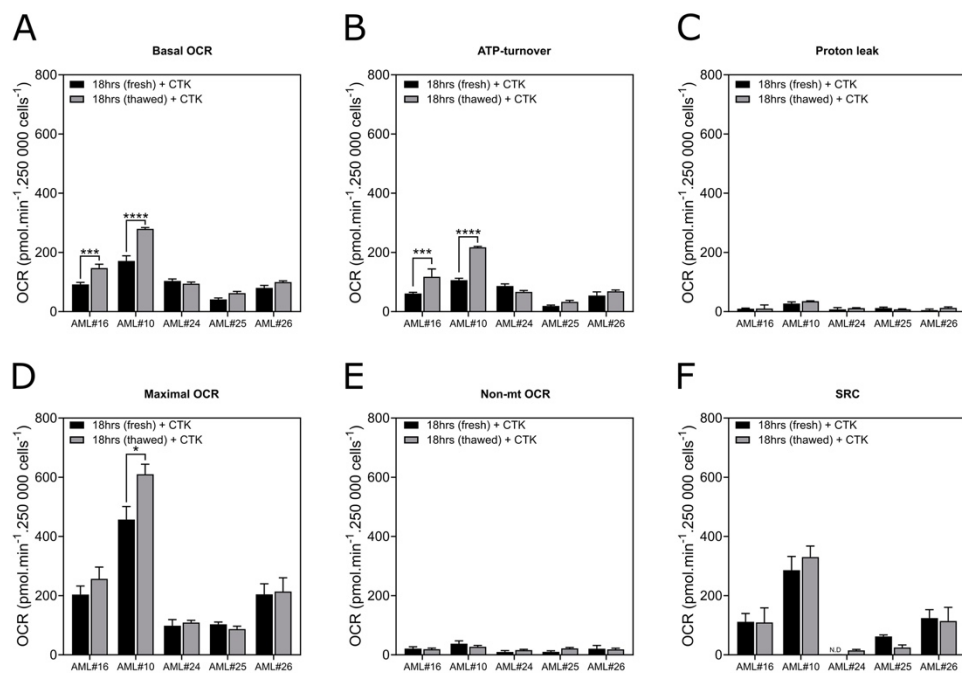 A
Basal OCR
18hrs (fresh) + CTK
18hrs (thawed) + CTK
OCR (pmol.min⁻¹.250 000 cells⁻¹)
800
600
400
200
0
***
****
AML#16 AML#10 AML#24 AML#25 AML#26
B
ATP-turnover
18hrs (fresh) + CTK
18hrs (thawed) + CTK
OCR (pmol.min⁻¹.250 000 cells⁻¹)
800
600
400
200
0
***
****
AML#16 AML#10 AML#24 AML#25 AML#26
C
Proton leak
18hrs (fresh) + CTK
18hrs (thawed) + CTK
OCR (pmol.min⁻¹.250 000 cells⁻¹)
800
600
400
200
0
AML#16 AML#10 AML#24 AML#25 AML#26
D
Maximal OCR
18hrs (fresh) + CTK
18hrs (thawed) + CTK
OCR (pmol.min⁻¹.250 000 cells⁻¹)
800
600
400
200
0
*
AML#16 AML#10 AML#24 AML#25 AML#26
E
Non-mt OCR
18hrs (fresh) + CTK
18hrs (thawed) + CTK
OCR (pmol.min⁻¹.250 000 cells⁻¹)
800
600
400
200
0
AML#16 AML#10 AML#24 AML#25 AML#26
F
SRC
18hrs (fresh) + CTK
18hrs (thawed) + CTK
OCR (pmol.min⁻¹.250 000 cells⁻¹)
800
600
400
200
0
N.D
AML#16 AML#10 AML#24 AML#25 AML#26